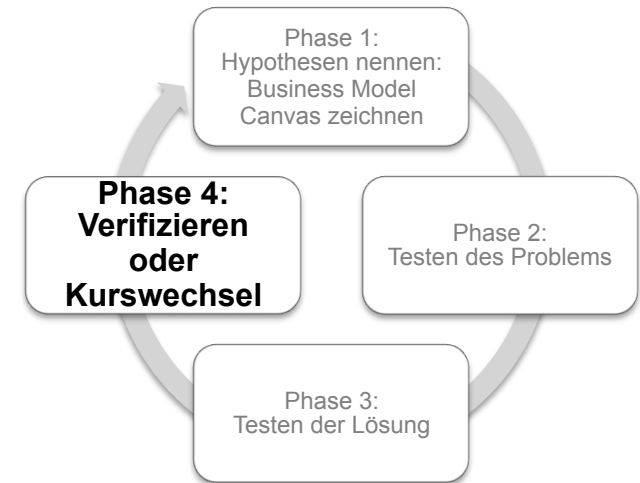 Phase 1:
Hypothesen nennen:
Business Model
Canvas zeichnen
Phase 2:
Testen des Problems
Phase 3:
Testen der Lösung
Phase 4:
Verifizieren
oder
Kurswechsel